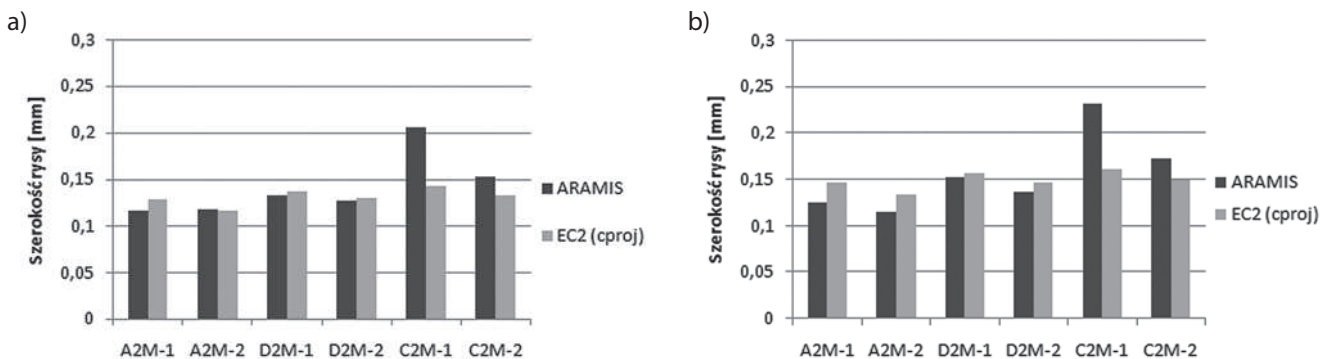 a)
Szerokość rysy [mm]
0,3
0,25
0,2
0,15
0,1
0,05
0
A2M-1 A2M-2 D2M-1 D2M-2 C2M-1 C2M-2
ARAMIS
EC2 (cproj)
b)
Szerokość rysy [mm]
0,3
0,25
0,2
0,15
0,1
0,05
0
A2M-1 A2M-2 D2M-1 D2M-2 C2M-1 C2M-2
ARAMIS
EC2 (cproj)